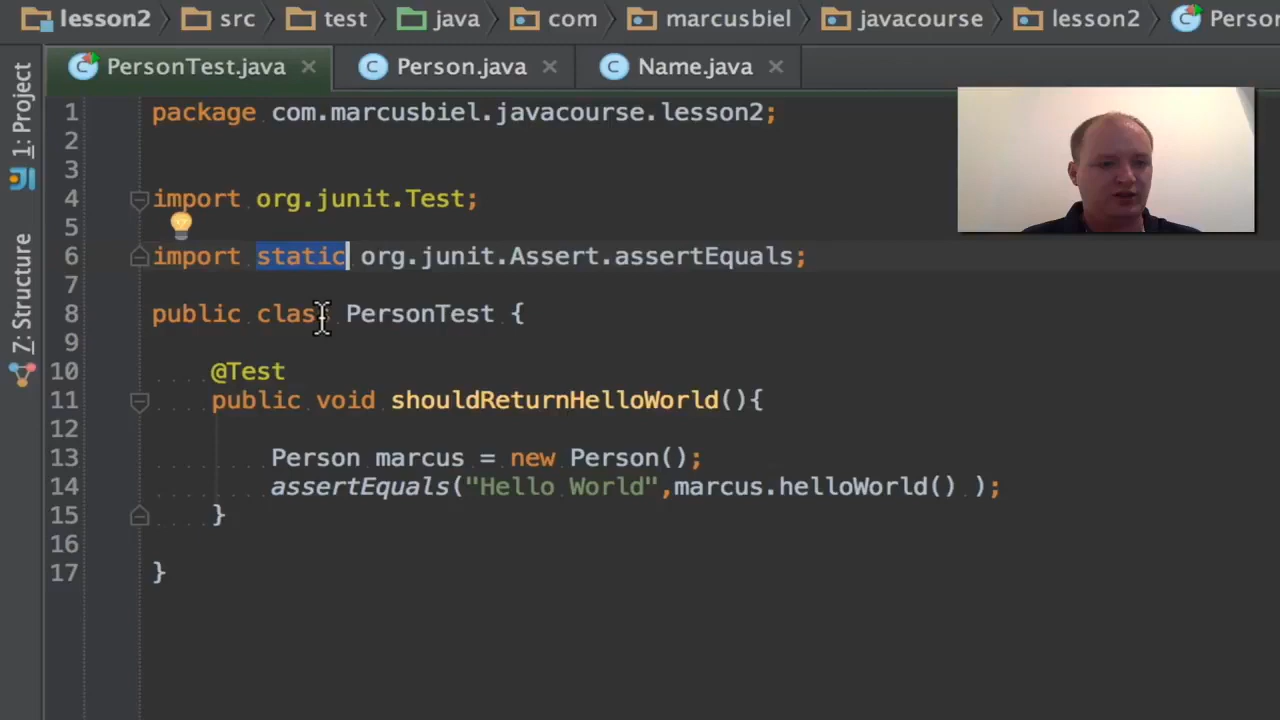 lesson2 src test java com marcusbiel javacourse lesson2 Person
PersonTest.java Person.java Name.java
1: Project
Z: Structure
1 package com.marcusbiel.javacourse.lesson2;
2
3
4 import org.junit.Test;
5
6 import static org.junit.Assert.assertEquals;
7
8 public class PersonTest {
9
10 @Test
11 public void shouldReturnHelloWorld(){
12
13 Person marcus = new Person();
14 assertEquals("Hello World",marcus.helloWorld() );
15 }
16
17 }